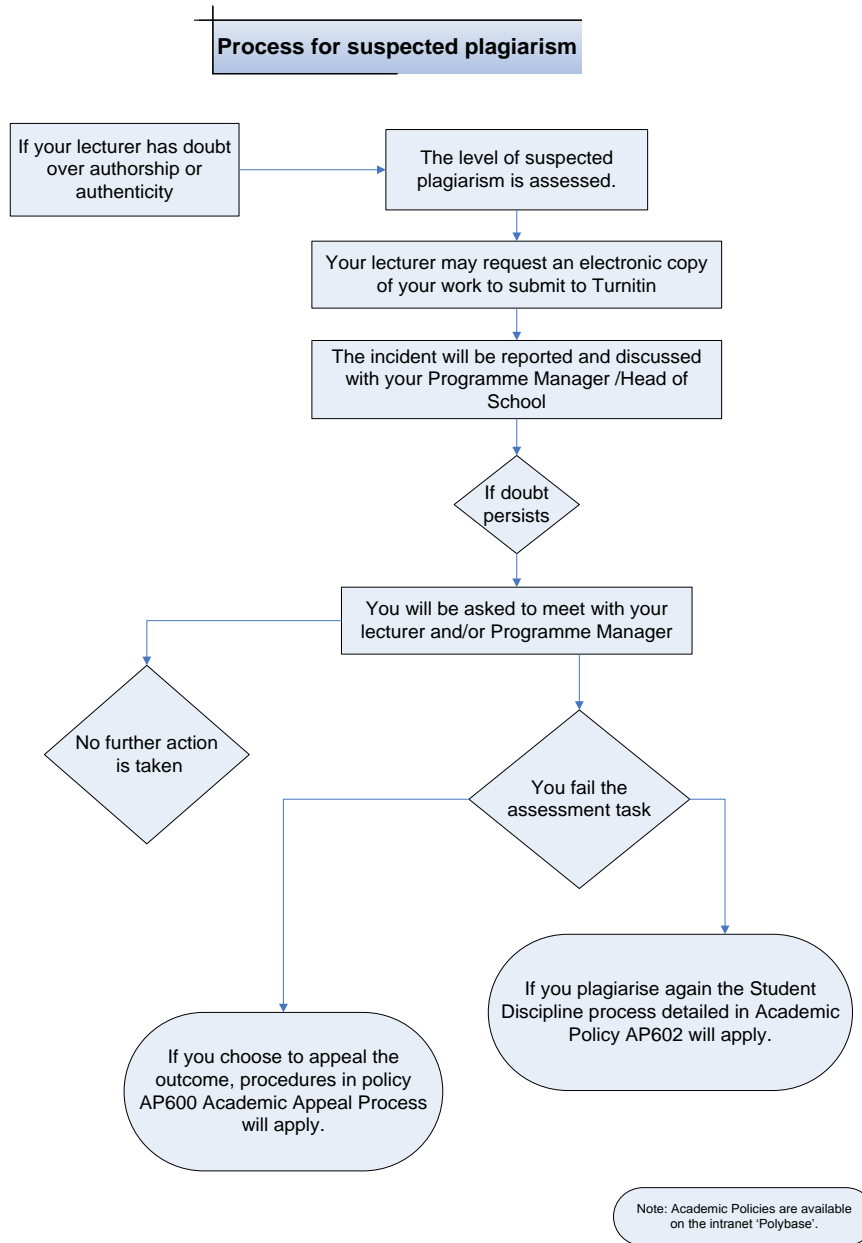 Process for suspected plagiarism
If your lecturer has doubt
over authorship or
authenticity
The level of suspected
plagiarism is assessed.
Your lecturer may request an electronic copy
of your work to submit to Turnitin
The incident will be reported and discussed
with your Programme Manager /Head of
School
If doubt
persists
You will be asked to meet with your
lecturer and/or Programme Manager
No further action
is taken
You fail the
assessment task
If you plagiarise again the Student
Discipline process detailed in Academic
Policy AP602 will apply.
If you choose to appeal the
outcome, procedures in policy
AP600 Academic Appeal Process
will apply.
Note: Academic Policies are available
on the intranet ‘Polybase’.